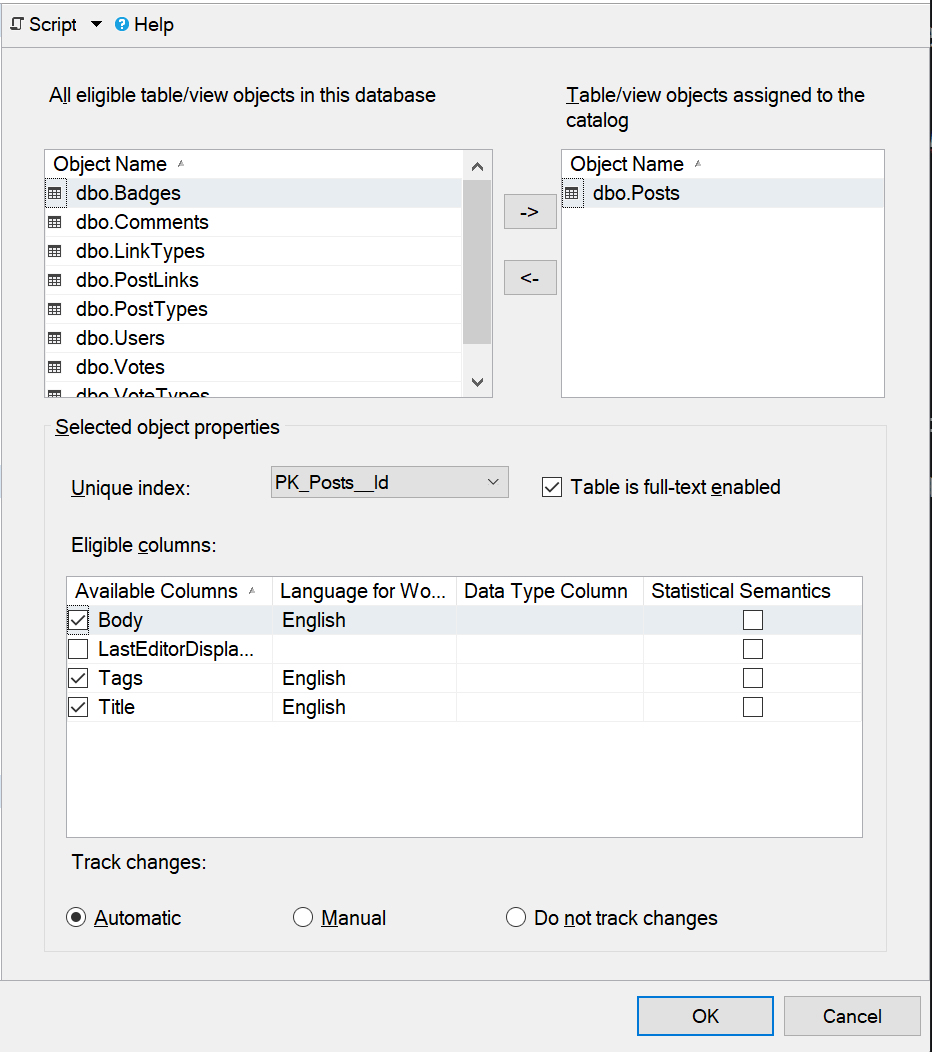 Script Help
All eligible table/view objects in this database
Table/view objects assigned to the
catalog
Object Name
dbo.Badges
dbo.Comments
dbo.LinkTypes
dbo.PostLinks
dbo.PostTypes
dbo.Users
dbo.Votes
dbo.VoteTypes
->
<-
Object Name
dbo.Posts
Selected object properties
Unique index: PK_Posts__Id Table is full-text enabled
Eligible columns:
Available Columns Language for Wo... Data Type Column Statistical Semantics
Body English
LastEditorDispla...
Tags English
Title English
Track changes:
Automatic Manual Do not track changes
OK Cancel